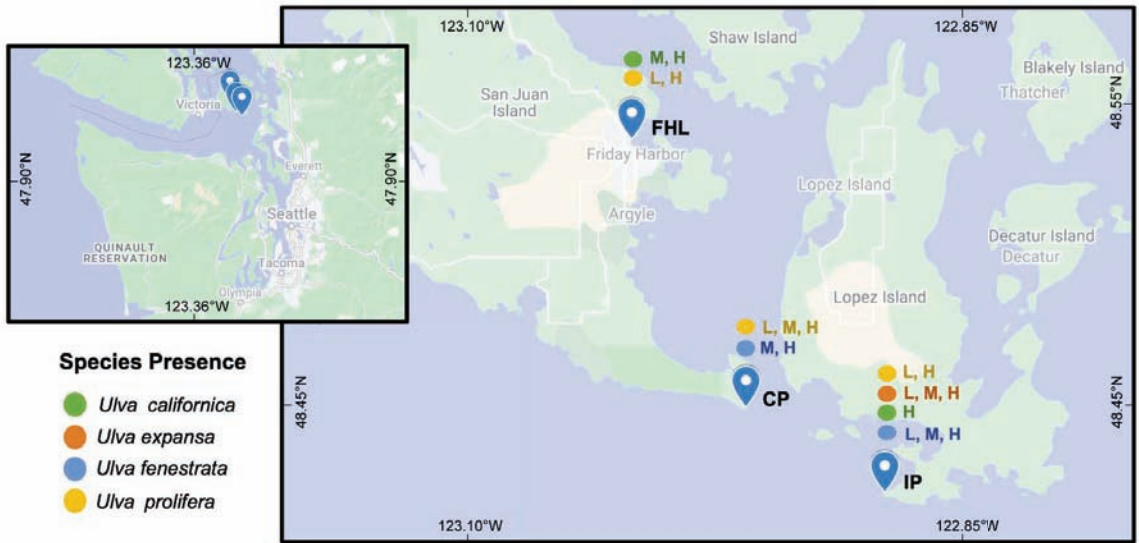 123.36°W
Victoria
Everett
Seattle
QUINAULT
RESERVATION
Tacoma
Olympia
123.36°W
47.90°N
47.90°N
Species Presence
Ulva californica
Ulva expansa
Ulva fenestrata
Ulva prolifera
123.10°W
122.85°W
Shaw Island
Blakely Island
Thatcher
48.55°N
M, H
L, H
San Juan
Island
FHL
Friday Harbor
Argyle
Lopez Island
Decatur Island
Decatur
Lopez Island
L, M, H
M, H
CP
L, H
L, M, H
H
L, M, H
IP
48.45°N
48.45°N
123.10°W
122.85°W